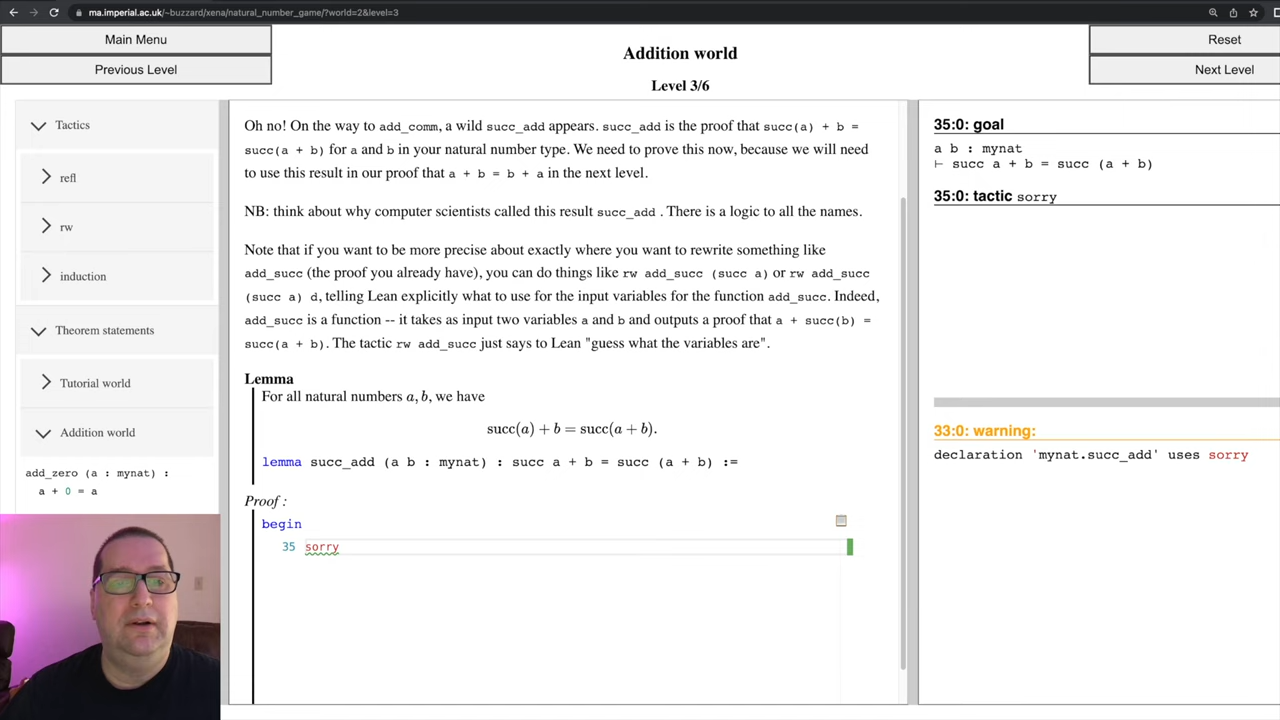 ma.imperial.ac.uk/~buzzard/xena/natural_number_game/?world=2&level=3
Main Menu
Previous Level
Addition world
Level 3/6
Reset
Next Level
Tactics
refl
rw
induction
Theorem statements
Tutorial world
Addition world
add_zero (a : mynat) :
a + 0 = a
Oh no! On the way to add_comm, a wild succ_add appears. succ_add is the proof that succ(a) + b =
succ(a + b) for a and b in your natural number type. We need to prove this now, because we will need
to use this result in our proof that a + b = b + a in the next level.
NB: think about why computer scientists called this result succ_add . There is a logic to all the names.
Note that if you want to be more precise about exactly where you want to rewrite something like
add_succ (the proof you already have), you can do things like rw add_succ (succ a) or rw add_succ
(succ a) d, telling Lean explicitly what to use for the input variables for the function add_succ. Indeed,
add_succ is a function -- it takes as input two variables a and b and outputs a proof that a + succ(b) =
succ(a + b). The tactic rw add_succ just says to Lean "guess what the variables are".
Lemma
For all natural numbers a, b, we have
succ(a) + b = succ(a + b).
lemma succ_add (a b : mynat) : succ a + b = succ (a + b) :=
Proof :
begin
35 sorry
35:0: goal
a b : mynat
⊢ succ a + b = succ (a + b)
35:0: tactic sorry
33:0: warning:
declaration 'mynat.succ_add' uses sorry